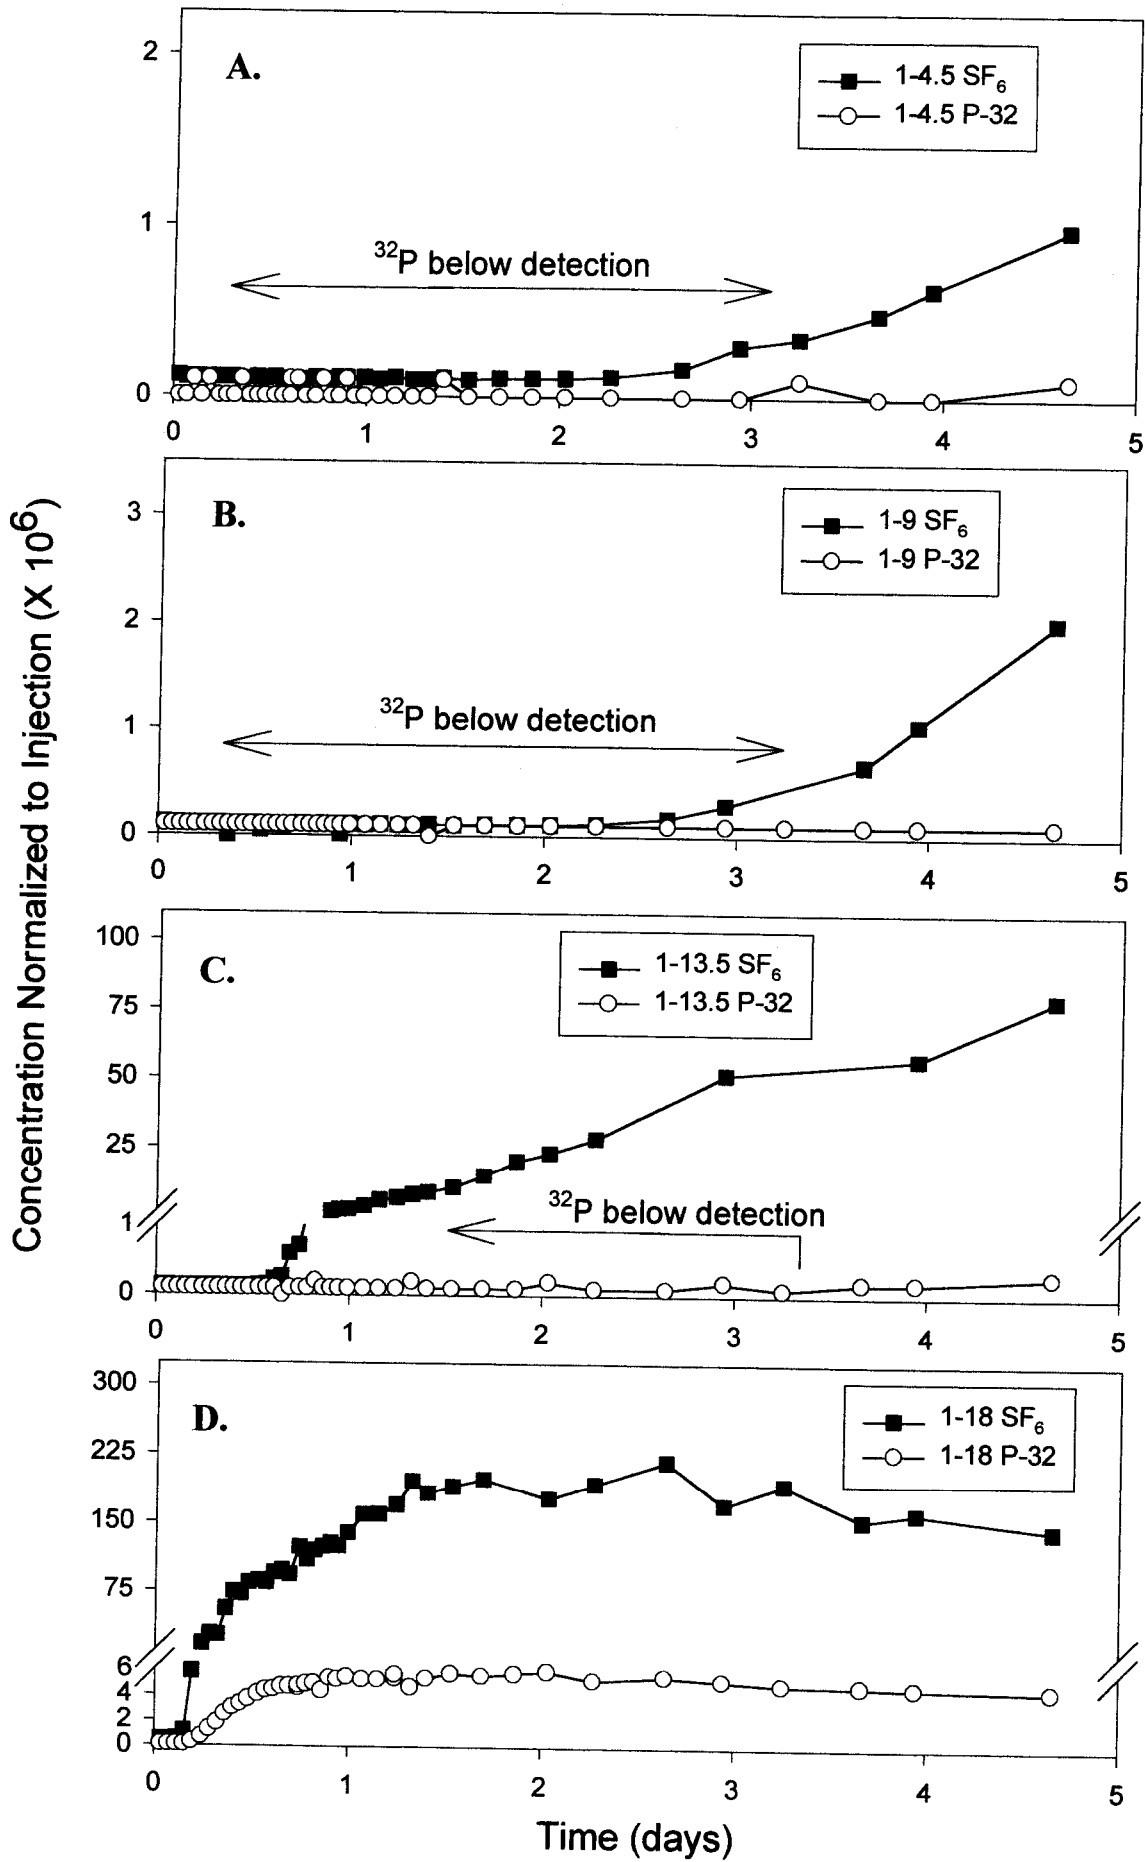 Concentration Normalized to Injection (X 10⁶)
A.
1-4.5 SF₆
1-4.5 P-32
³²P below detection
2
1
0
0 1 2 3 4 5
B.
1-9 SF₆
1-9 P-32
³²P below detection
3
2
1
0
0 1 2 3 4 5
C.
1-13.5 SF₆
1-13.5 P-32
³²P below detection
100
75
50
25
1
0
0 1 2 3 4 5
D.
1-18 SF₆
1-18 P-32
300
225
150
75
6
4
2
0
0 1 2 3 4 5
Time (days)